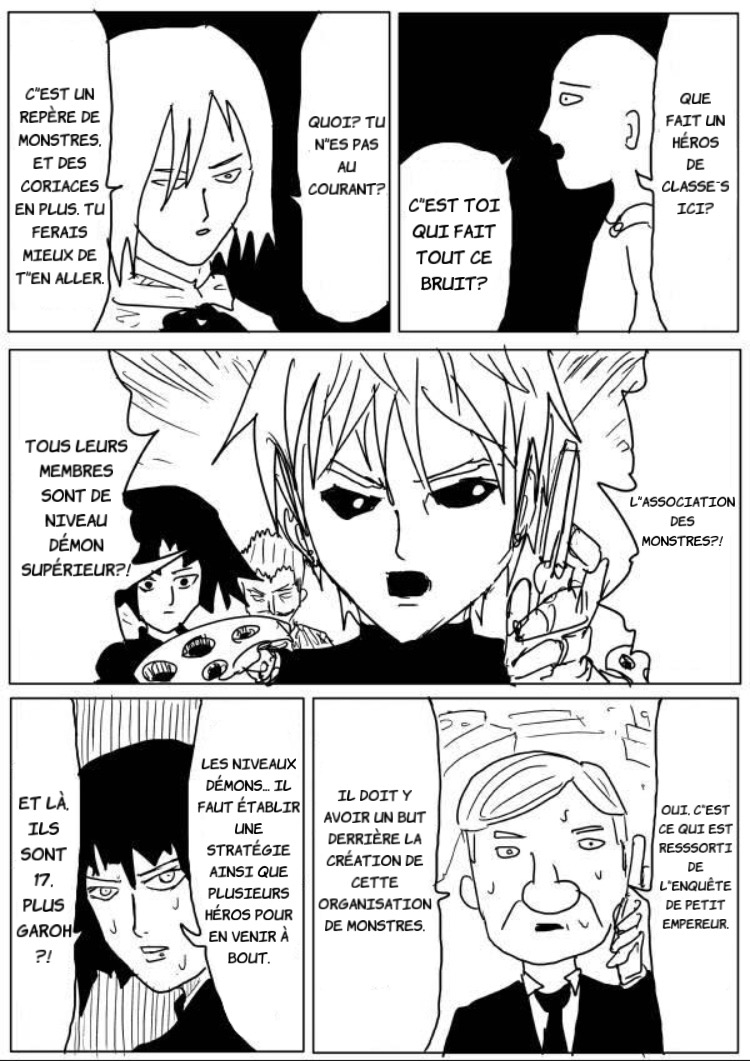 QUE
FAIT UN
HÉROS
DE
CLASSE~S
ICI?
C"EST TOI
QUI FAIT
TOUT CE
BRUIT?
QUOI? TU
N"ES PAS
AU
COURANT?
C"EST UN
REPÈRE DE
MONSTRES,
ET DES
CORIACES
EN PLUS. TU
FERAIS
MIEUX DE
T"EN ALLER.
L"ASSOCIATION
DES
MONSTRES?!
TOUS LEURS
MEMBRES
SONT DE
NIVEAU
DÉMON
SUPÉRIEUR?!
OUI, C"EST
CE QUI EST
RESSSORTI
DE
L"ENQUÊTE
DE PETIT
EMPEREUR.
IL DOIT Y
AVOIR UN BUT
DERRIÈRE LA
CRÉATION DE
CETTE
ORGANISATION
DE MONSTRES.
LES NIVEAUX
DÉMONS... IL
FAUT ÉTABLIR
UNE
STRATÉGIE
AINSI QUE
PLUSIEURS
HÉROS POUR
EN VENIR À
BOUT.
ET LÀ,
ILS
SONT
17,
PLUS
GAROH
?!